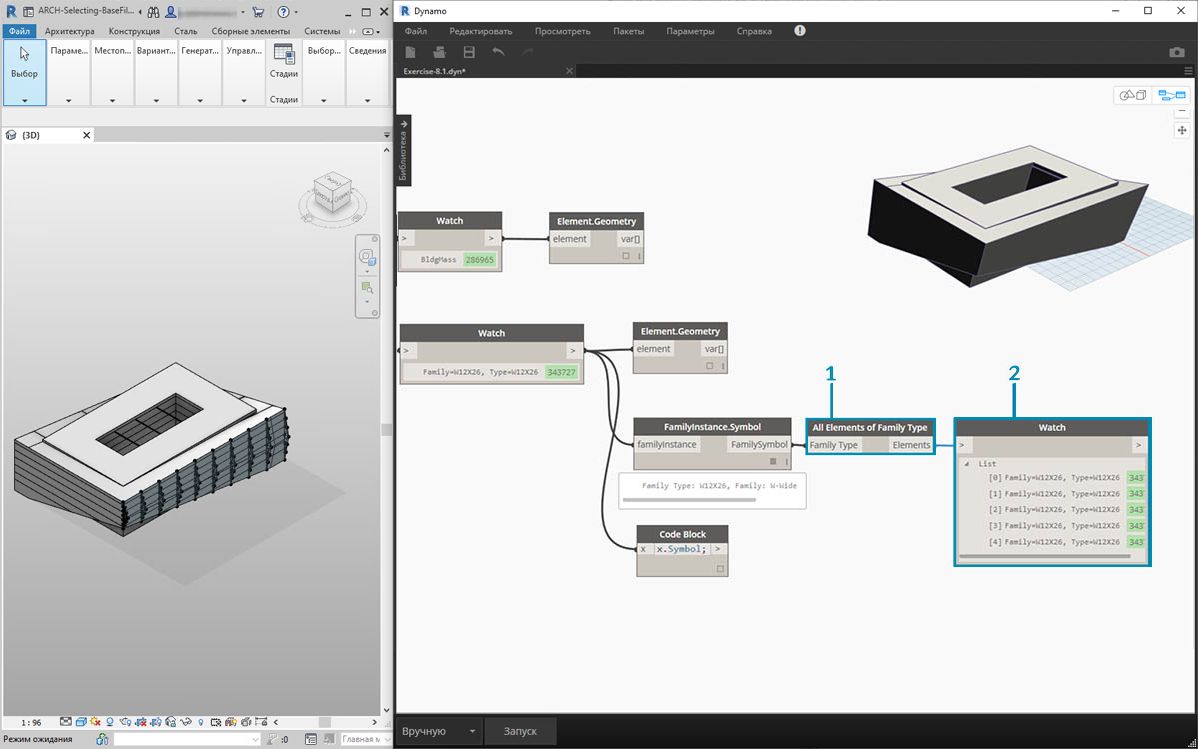 ARCH-Selecting-BaseFil...
Файл Архитектура Конструкция Сталь Сборные элементы Системы
Выбор
Параме... Местоп... Вариант... Генерат... Управл... Стадии Выбор... Сведения
Стадии
{3D}
1 : 96
Режим ожидания
:0
Главная м
Dynamo
Файл Редактировать Просмотреть Пакеты Параметры Справка
Exercise-8.1.dyn*
Библиотека
Watch
> >
BldgMass 286965
Element.Geometry
element var[]
Watch
> >
Family=W12X26, Type=W12X26 343727
Element.Geometry
element var[]
1
2
FamilyInstance.Symbol
familyInstance FamilySymbol
Family Type: W12X26, Family: W-Wide
All Elements of Family Type
Family Type Elements
Watch
> >
List
[0] Family=W12X26, Type=W12X26 343
[1] Family=W12X26, Type=W12X26 343
[2] Family=W12X26, Type=W12X26 343
[3] Family=W12X26, Type=W12X26 343
[4] Family=W12X26, Type=W12X26 343
Code Block
x x.Symbol; >
Вручную
Запуск